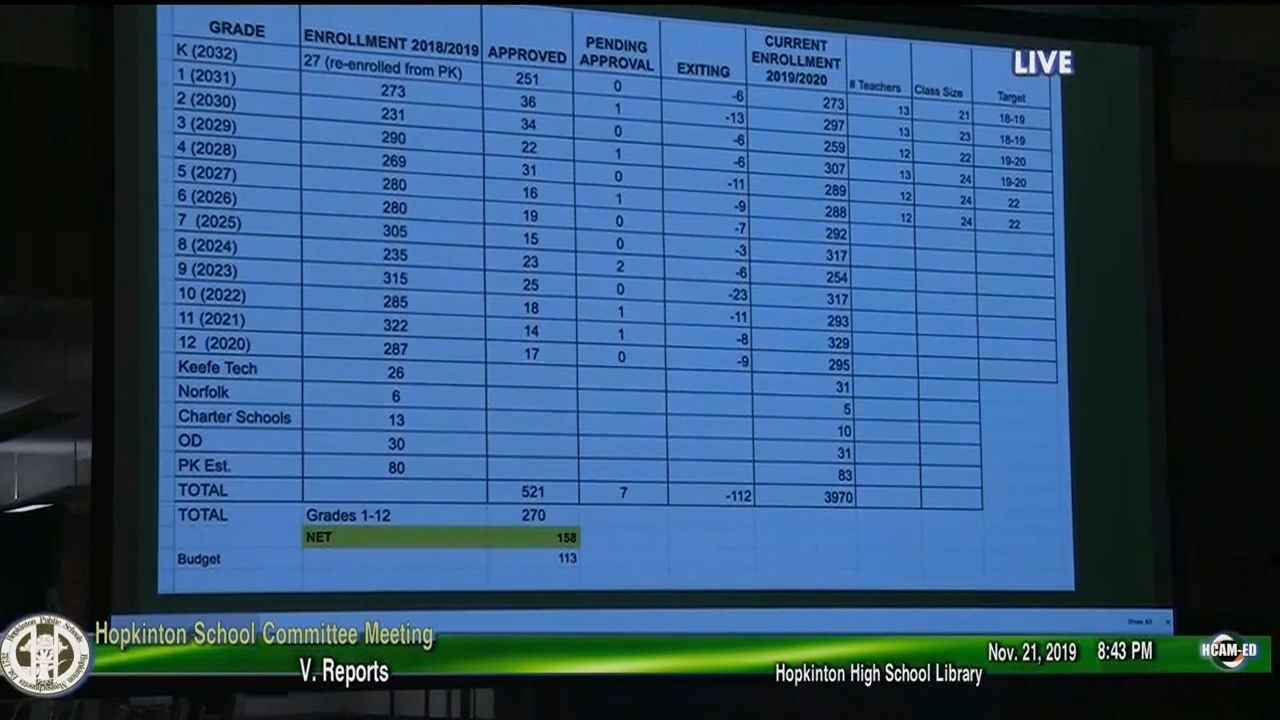 GRADE ENROLLMENT 2018/2019 APPROVED PENDING APPROVAL EXITING CURRENT ENROLLMENT 2019/2020 # Teachers Class Size Target
K (2032) 27 (re-enrolled from PK) 251 0 -6 273 13 21 18-19
1 (2031) 273 36 1 -13 297 13 23 18-19
2 (2030) 231 34 0 -6 259 12 22 19-20
3 (2029) 290 22 1 -6 307 13 24 19-20
4 (2028) 269 31 0 -11 289 12 24 22
5 (2027) 280 16 1 -9 288 12 24 22
6 (2026) 280 19 0 -7 292
7 (2025) 305 15 0 -3 317
8 (2024) 235 23 2 -6 254
9 (2023) 315 25 0 -23 317
10 (2022) 285 18 1 -11 293
11 (2021) 322 14 1 -8 329
12 (2020) 287 17 0 -9 295
Keefe Tech 26 31
Norfolk 6 5
Charter Schools 13 10
OD 30 31
PK Est. 80 83
TOTAL 521 7 -112 3970
TOTAL Grades 1-12 270
NET 158
Budget 113
LIVE
Show All X
Hopkinton School Committee Meeting
V. Reports
Nov. 21, 2019 8:43 PM
Hopkinton High School Library
HCAM-ED